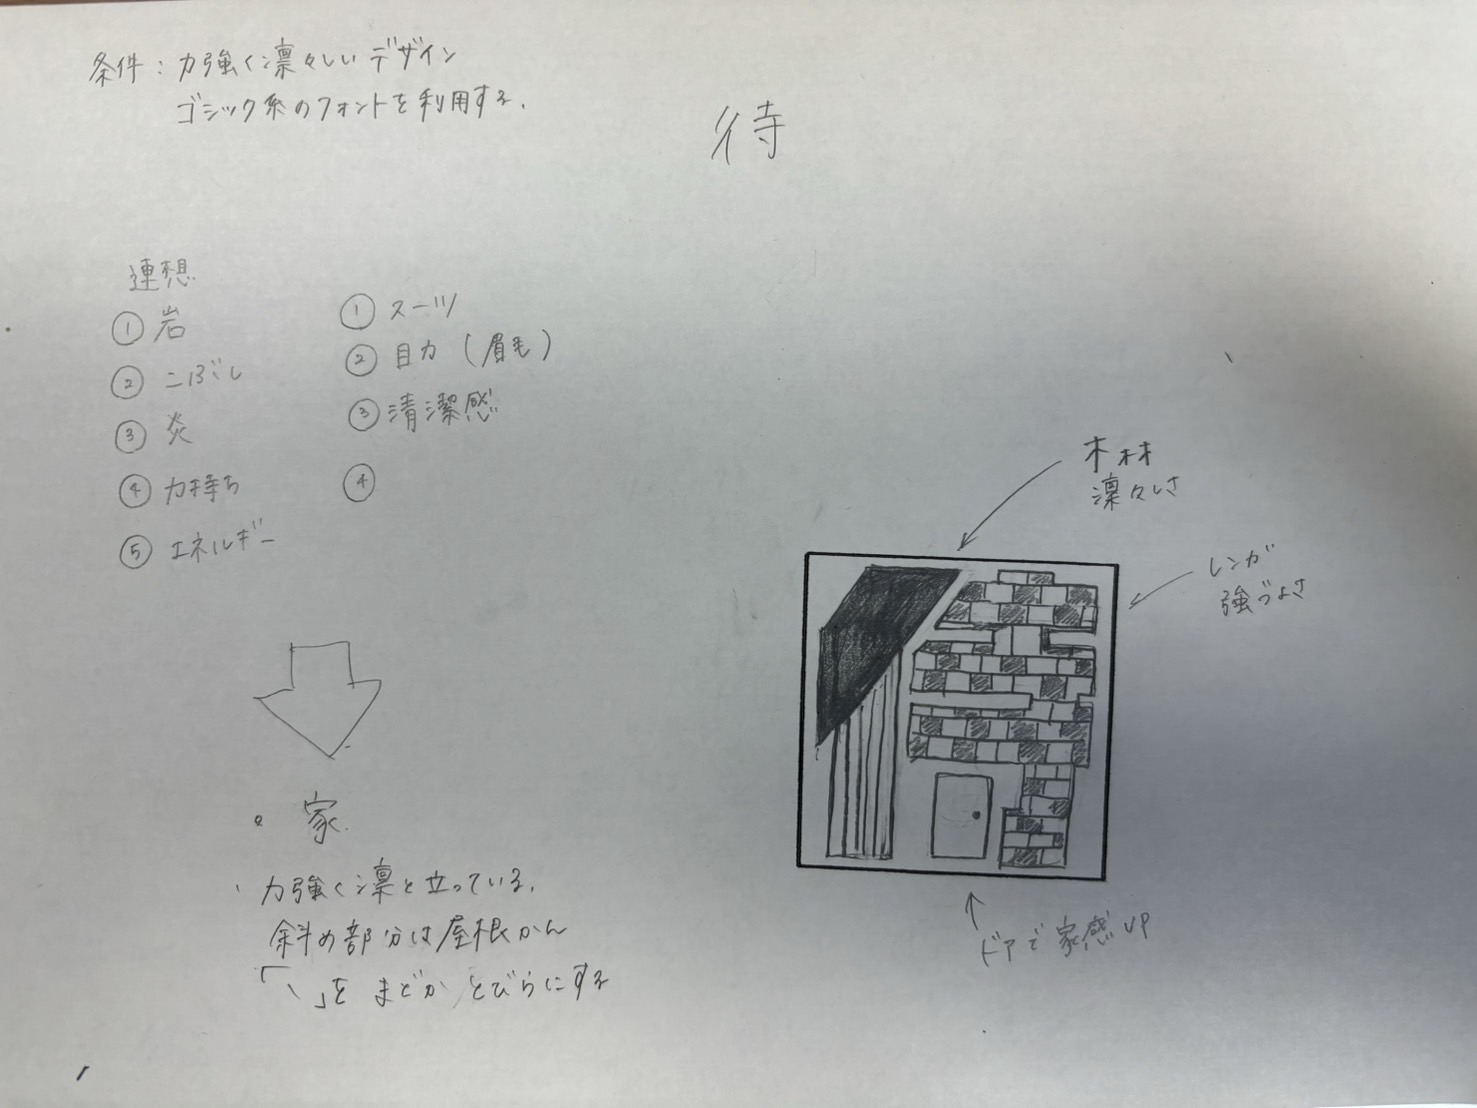 条件：力強く凛々しいデザイン
ゴシック系のフォントを利用する.
待
連想
① 岩
② こぶし
③ 炎
④ 力持ち
⑤ エネルギー
① スーツ
② 目力（眉毛）
③ 清潔感
④
・ 家
・ 力強く凛と立っている.
斜め部分は屋根かん
「、」を まどか とびらにする
木材
凛々しさ
レンガ
強づよさ
ドアで家感UP